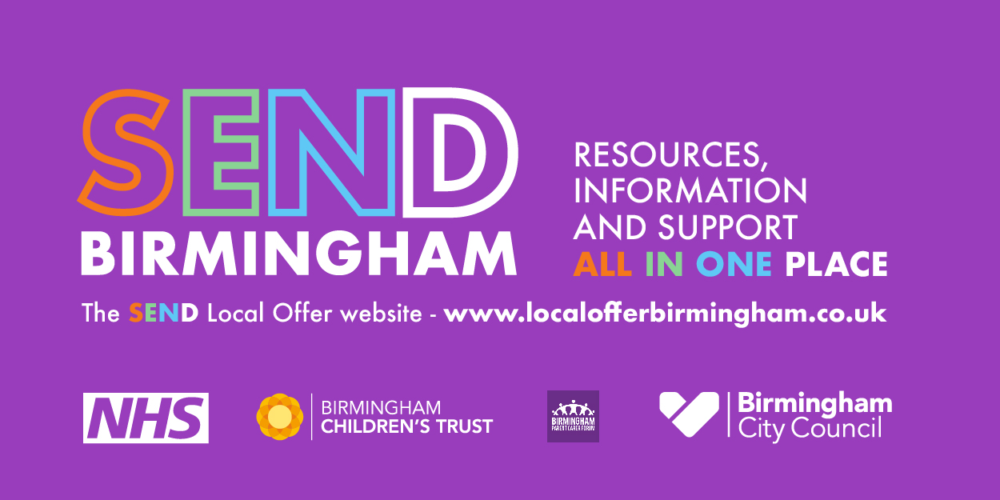 SEND
BIRMINGHAM
RESOURCES,
INFORMATION
AND SUPPORT
ALL IN ONE PLACE
The SEND Local Offer website - www.localofferbirmingham.co.uk
NHS
BIRMINGHAM
CHILDREN'S TRUST
BIRMINGHAM
PARENT CARER FORUM
Birmingham
City Council